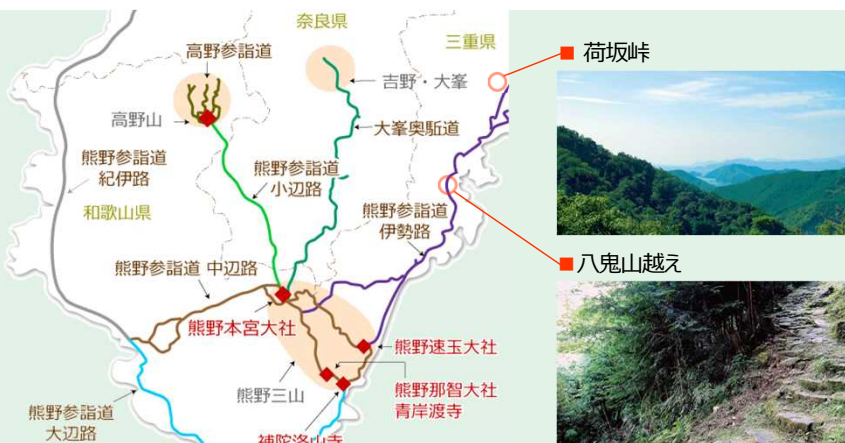 奈良県
高野参詣道
三重県
荷坂峠
吉野・大峯
高野山
大峯奥駈道
熊野参詣道
紀伊路
熊野参詣道
小辺路
和歌山県
熊野参詣道
伊勢路
八鬼山越え
熊野参詣道 中辺路
熊野本宮大社
熊野速玉大社
熊野三山
熊野那智大社
青岸渡寺
熊野参詣道
大辺路
補陀洛山寺